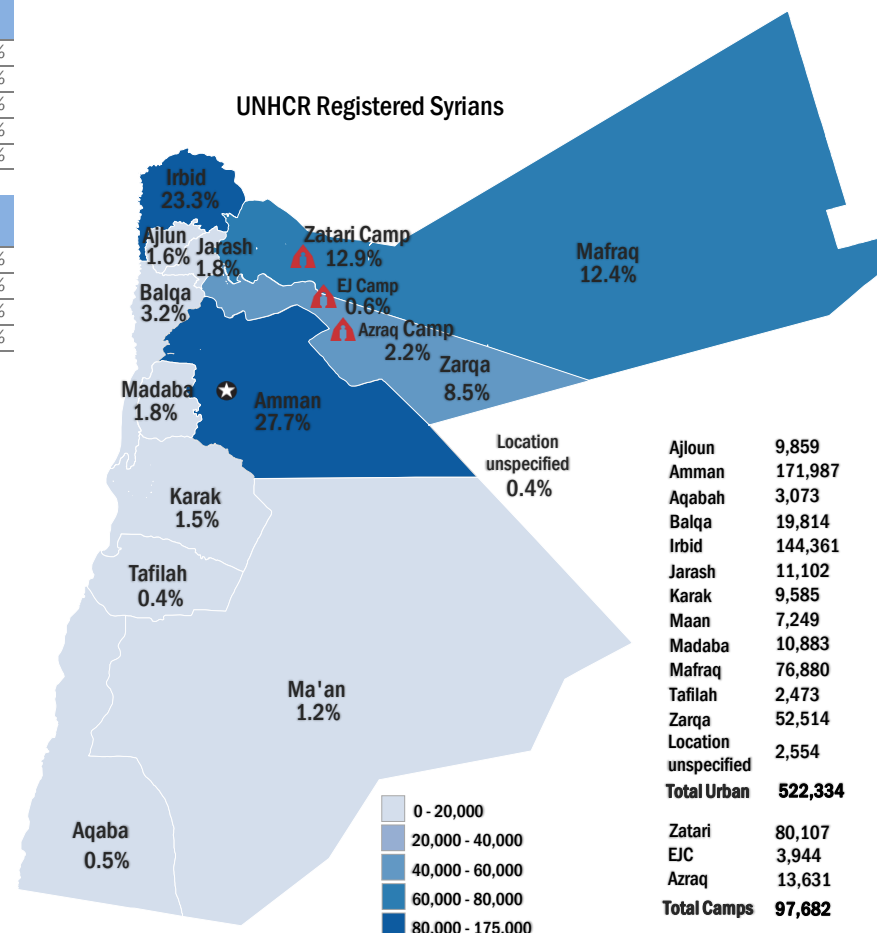 %
%
%
%
%
%
%
%
%
UNHCR Registered Syrians
Irbid
23.3%
Ajlun
1.6%
Jarash
1.8%
Zatari Camp
12.9%
Mafraq
12.4%
EJ Camp
0.6%
Balqa
3.2%
Azraq Camp
2.2%
Zarqa
8.5%
Madaba
1.8%
Amman
27.7%
Location
unspecified
0.4%
Karak
1.5%
Tafilah
0.4%
Ma'an
1.2%
Aqaba
0.5%
0 - 20,000
20,000 - 40,000
40,000 - 60,000
60,000 - 80,000
80,000 - 175,000
Ajloun 9,859
Amman 171,987
Aqabah 3,073
Balqa 19,814
Irbid 144,361
Jarash 11,102
Karak 9,585
Maan 7,249
Madaba 10,883
Mafraq 76,880
Tafilah 2,473
Zarqa 52,514
Location
unspecified 2,554
Total Urban 522,334
Zatari 80,107
EJC 3,944
Azraq 13,631
Total Camps 97,682